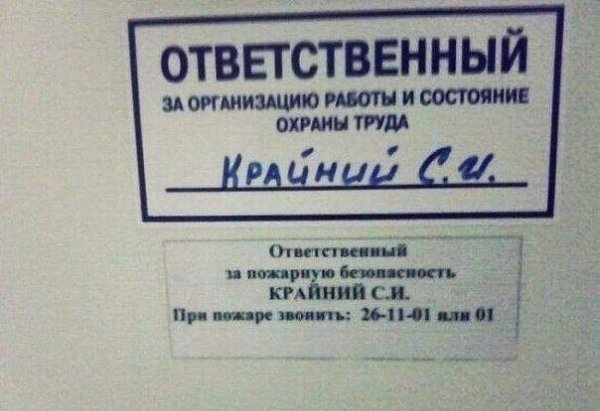 ОТВЕТСТВЕННЫЙ
ЗА ОРГАНИЗАЦИЮ РАБОТЫ И СОСТОЯНИЕ
ОХРАНЫ ТРУДА
КРАЙНИЙ С.И.
Ответственный
за пожарную безопасность
КРАЙНИЙ С.И.
При пожаре звонить: 26-11-01 или 01